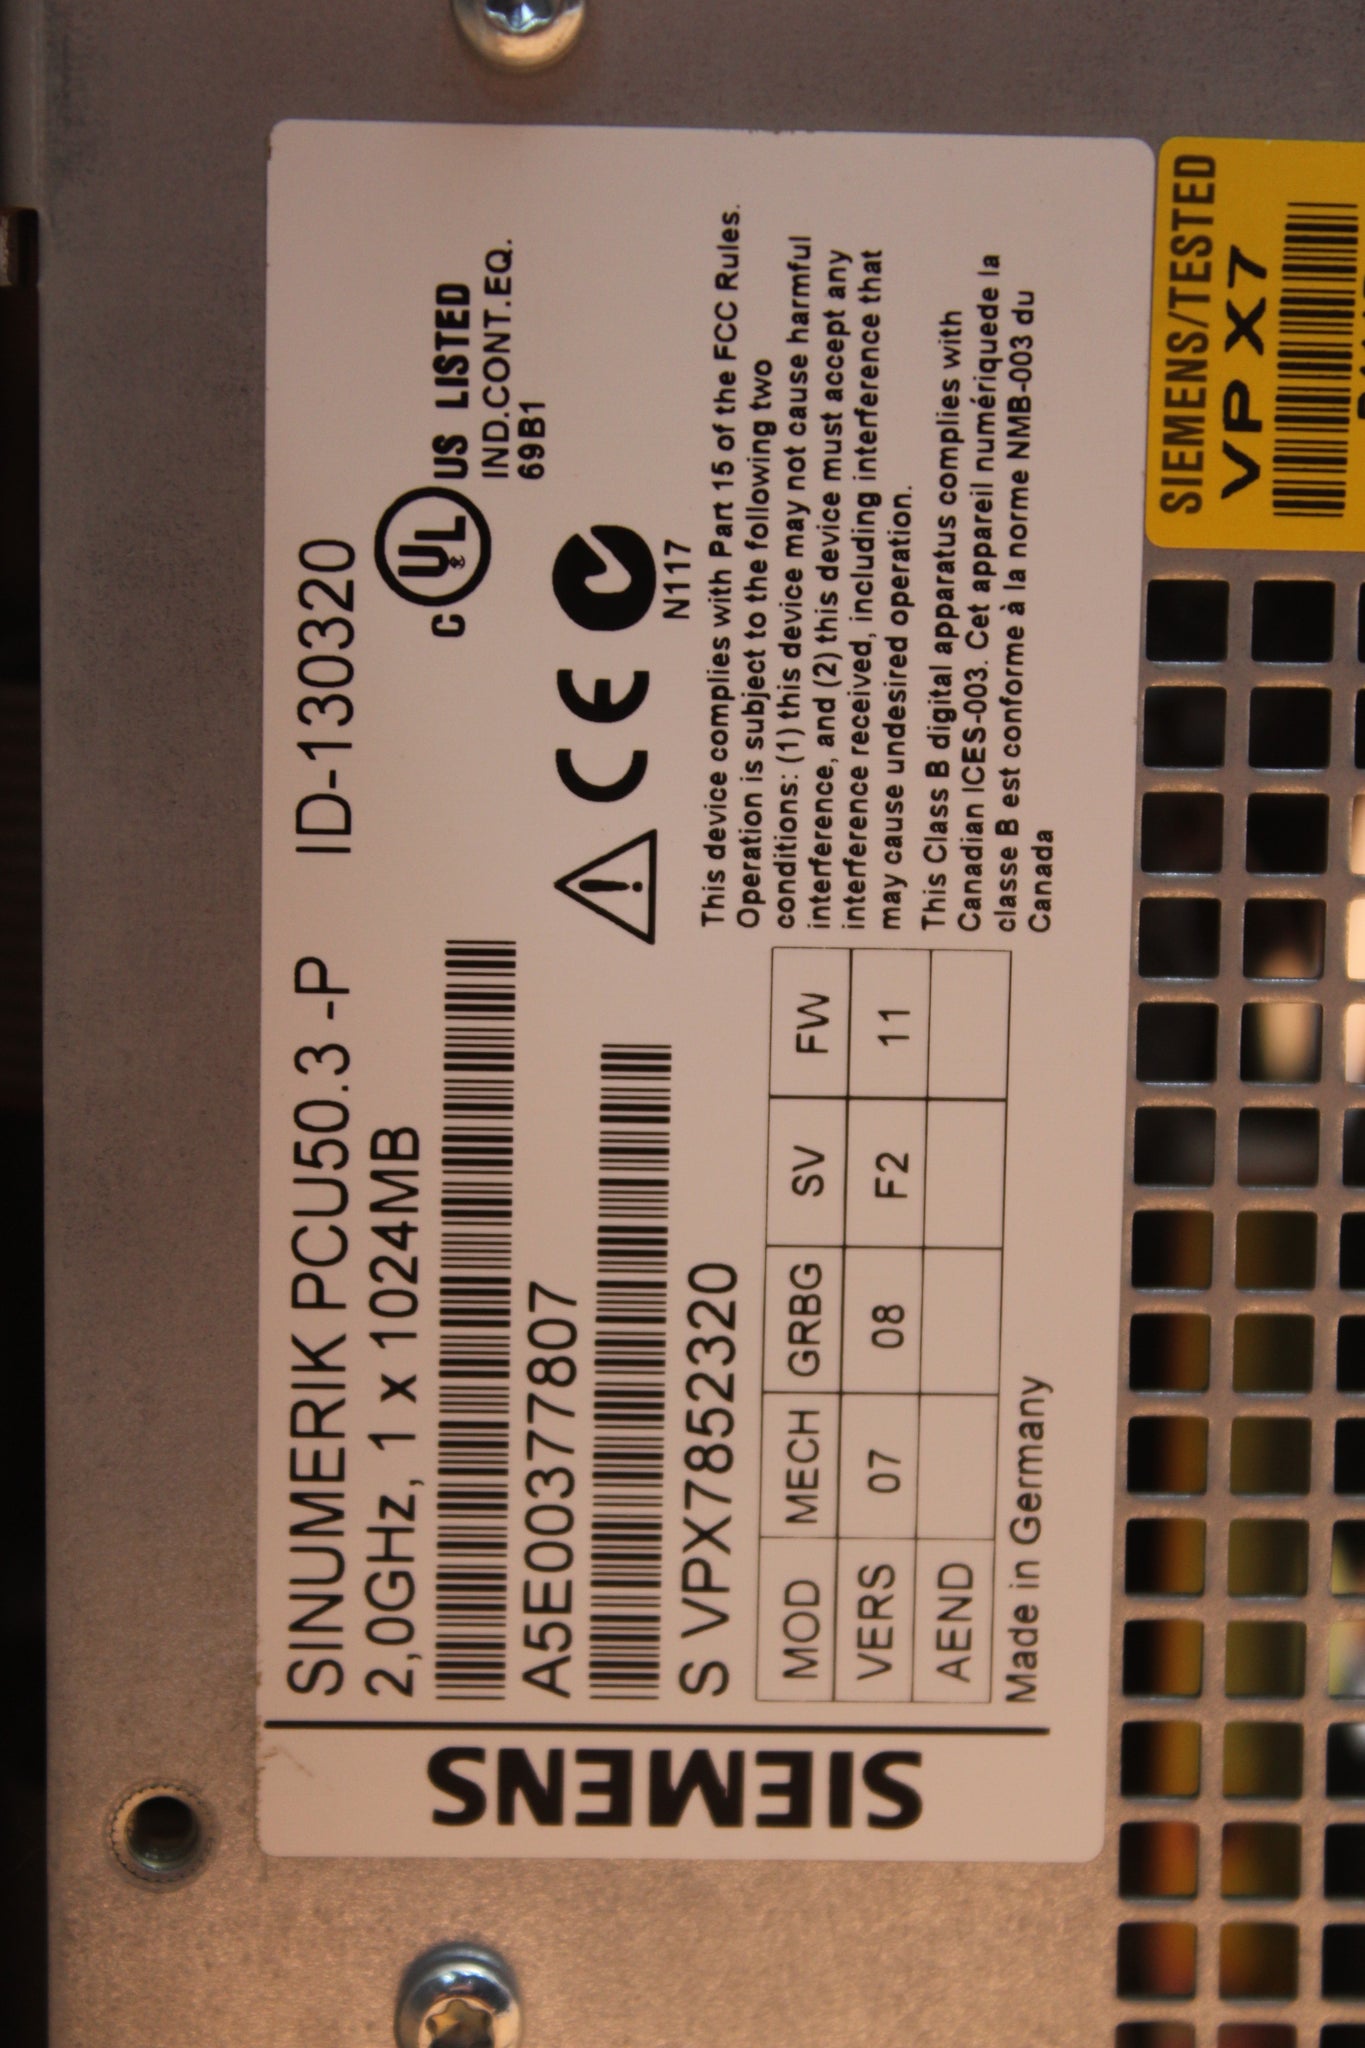 SIEMENS
SINUMERIK PCU50.3 -P ID-130320
2,0GHz, 1 x 1024MB
A5E00377807
S VPX7852320
MOD MECH GRBG SV FW
VERS 07 08 F2 11
AEND
Made in Germany
C UL US LISTED
IND.CONT.EQ.
69B1
CE
N117
This device complies with Part 15 of the FCC Rules.
Operation is subject to the following two
conditions: (1) this device may not cause harmful
interference, and (2) this device must accept any
interference received, including interference that
may cause undesired operation.
This Class B digital apparatus complies with
Canadian ICES-003. Cet appareil numériquede la
classe B est conforme à la norme NMB-003 du
Canada
SIEMENS/TESTED
VP X7